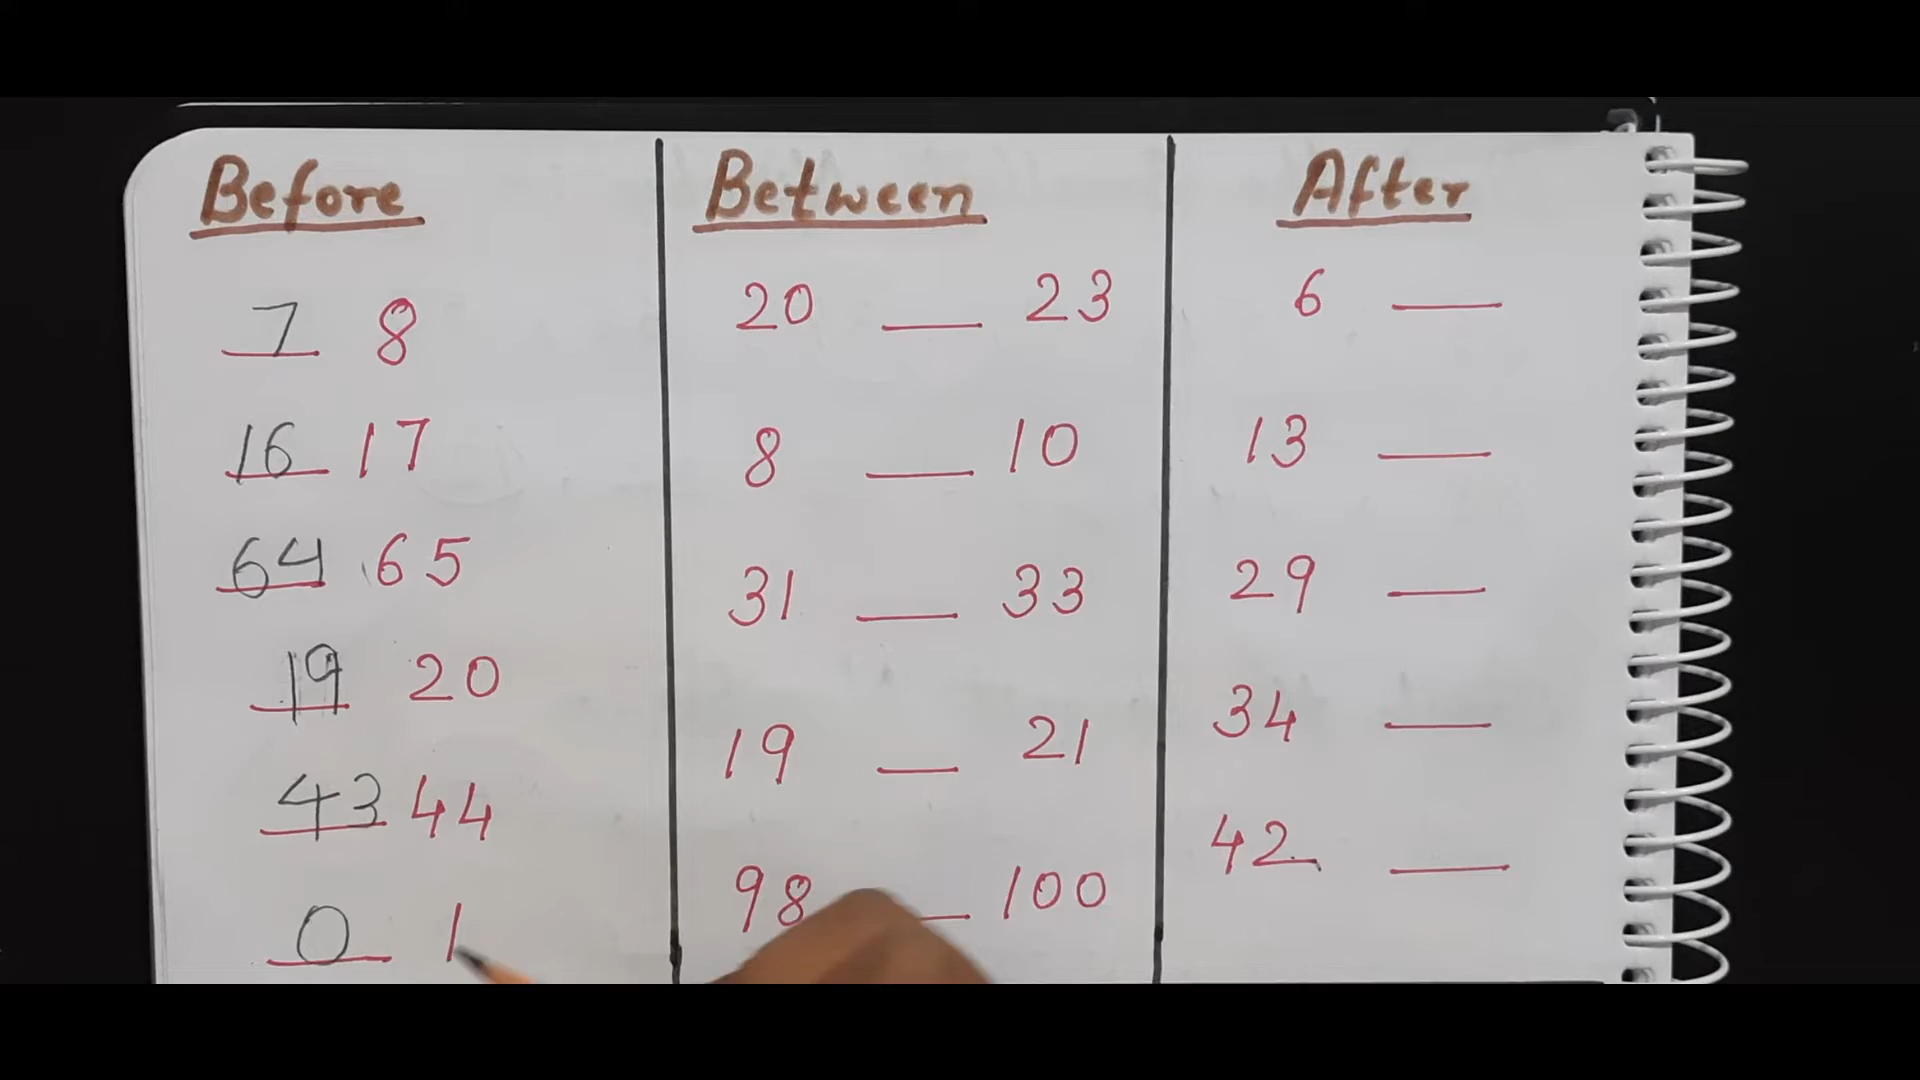 Before
7 8
16 17
64 65
19 20
43 44
0 1
Between
20 __ 23
8 __ 10
31 __ 33
19 __ 21
98 __ 100
After
6 __
13 __
29 __
34 __
42 __